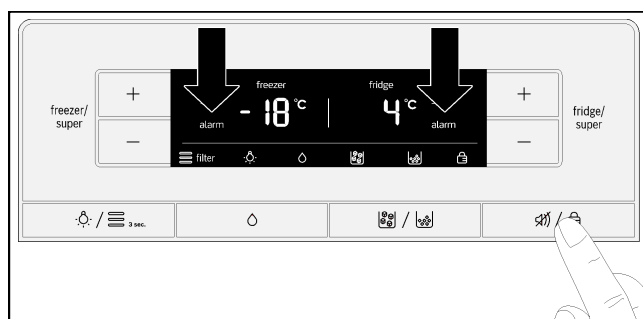 freezer/
super
+
−
freezer
fridge
alarm
-18°C
4°C
alarm
filter
+
−
fridge/
super
/ 3 sec.
/
/